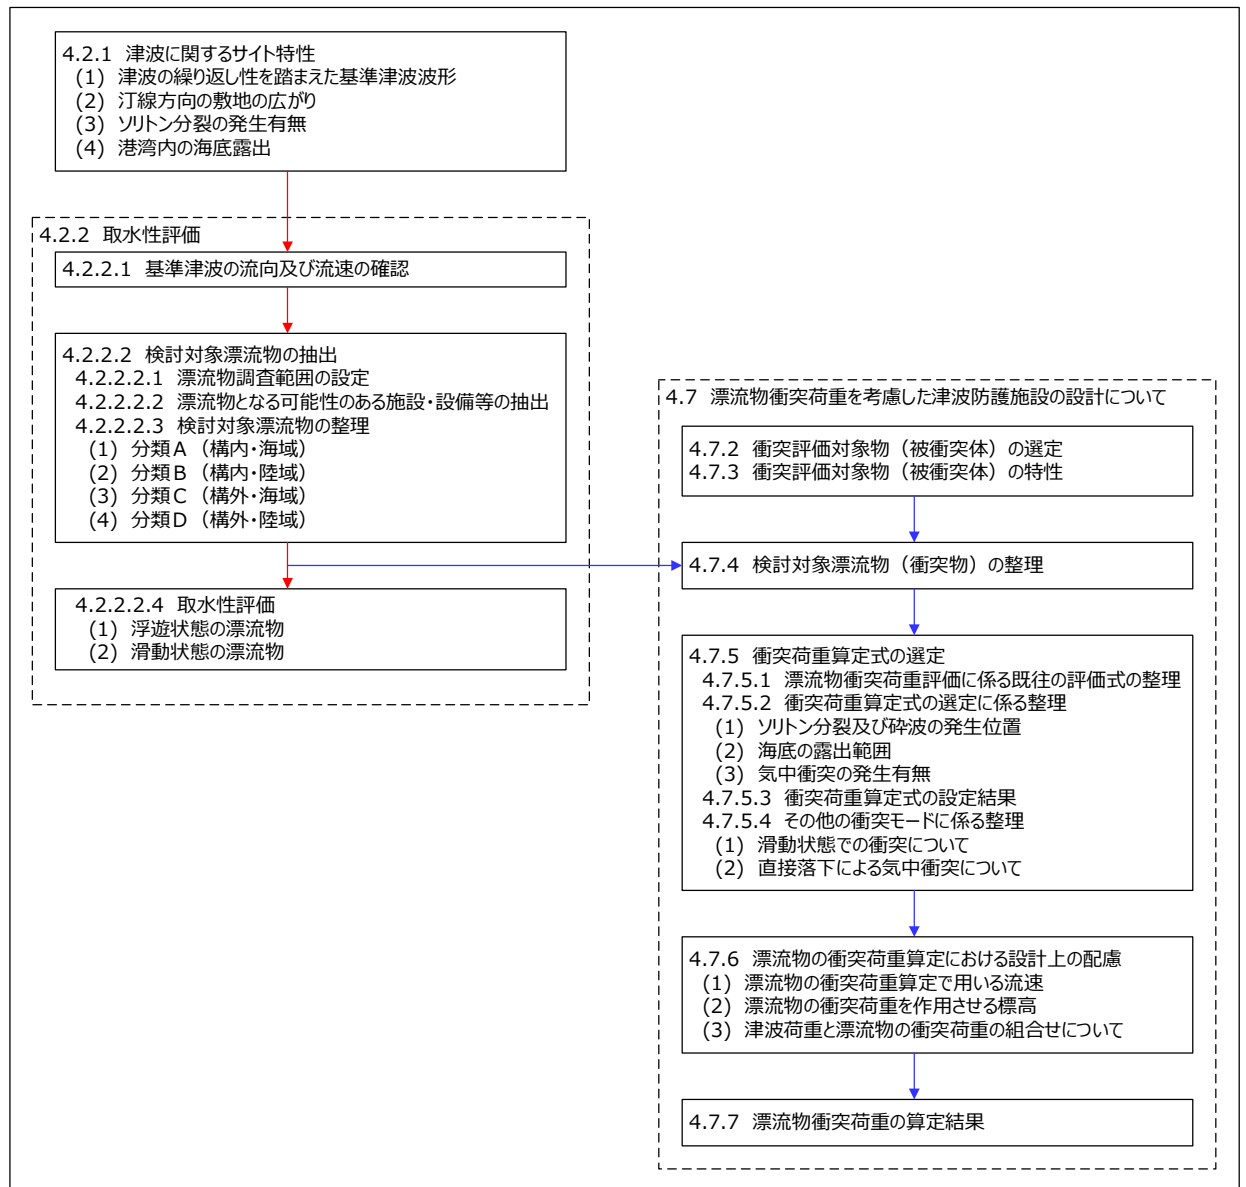 4.2.1 津波に関するサイト特性
(1) 津波の繰り返し性を踏まえた基準津波波形
(2) 汀線方向の敷地の広がり
(3) ソリトン分裂の発生有無
(4) 港湾内の海底露出
4.2.2 取水性評価
4.2.2.1 基準津波の流向及び流速の確認
4.2.2.2 検討対象漂流物の抽出
4.2.2.2.1 漂流物調査範囲の設定
4.2.2.2.2 漂流物となる可能性のある施設・設備等の抽出
4.2.2.2.3 検討対象漂流物の整理
(1) 分類A（構内・海域）
(2) 分類B（構内・陸域）
(3) 分類C（構外・海域）
(4) 分類D（構外・陸域）
4.2.2.2.4 取水性評価
(1) 浮遊状態の漂流物
(2) 滑動状態の漂流物
4.7 漂流物衝突荷重を考慮した津波防護施設の設計について
4.7.2 衝突評価対象物（被衝突体）の選定
4.7.3 衝突評価対象物（被衝突体）の特性
4.7.4 検討対象漂流物（衝突物）の整理
4.7.5 衝突荷重算定式の選定
4.7.5.1 漂流物衝突荷重評価に係る既往の評価式の整理
4.7.5.2 衝突荷重算定式の選定に係る整理
(1) ソリトン分裂及び砕波の発生位置
(2) 海底の露出範囲
(3) 気中衝突の発生有無
4.7.5.3 衝突荷重算定式の設定結果
4.7.5.4 その他の衝突モードに係る整理
(1) 滑動状態での衝突について
(2) 直接落下による気中衝突について
4.7.6 漂流物の衝突荷重算定における設計上の配慮
(1) 漂流物の衝突荷重算定で用いる流速
(2) 漂流物の衝突荷重を作用させる標高
(3) 津波荷重と漂流物の衝突荷重の組合せについて
4.7.7 漂流物衝突荷重の算定結果